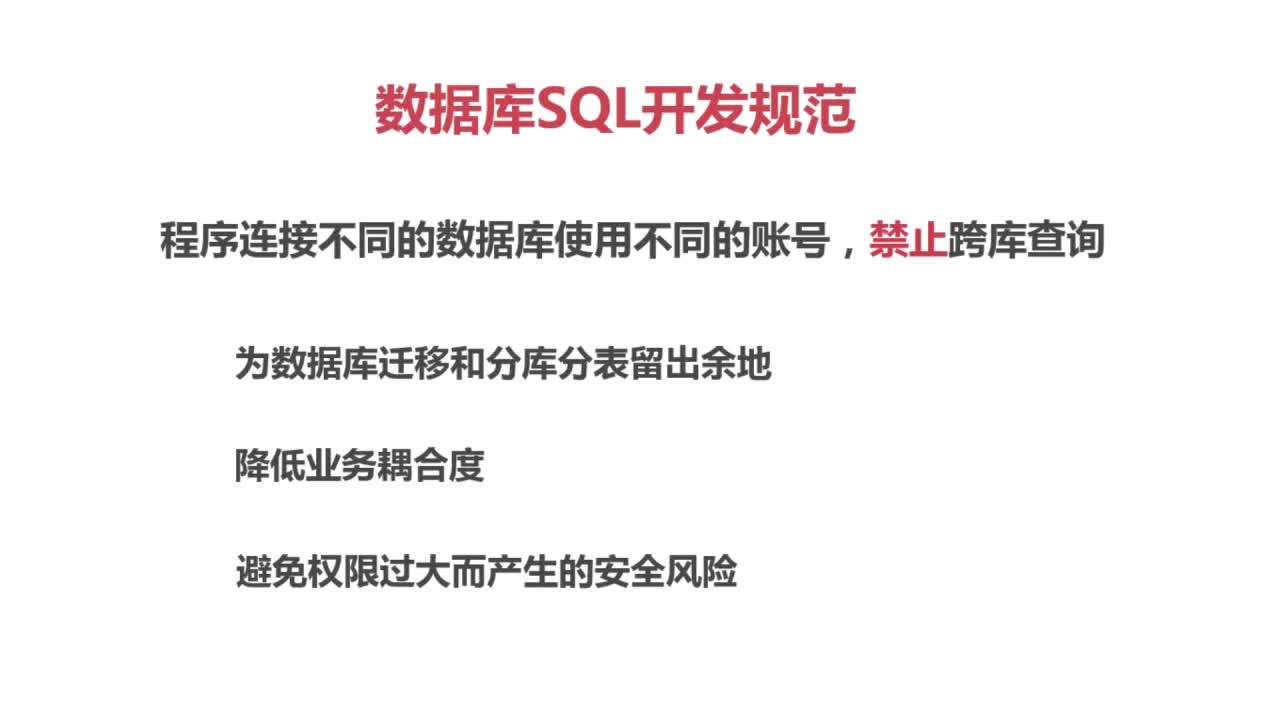 数据库SQL开发规范
程序连接不同的数据库使用不同的账号，禁止跨库查询
为数据库迁移和分库分表留出余地
降低业务耦合度
避免权限过大而产生的安全风险